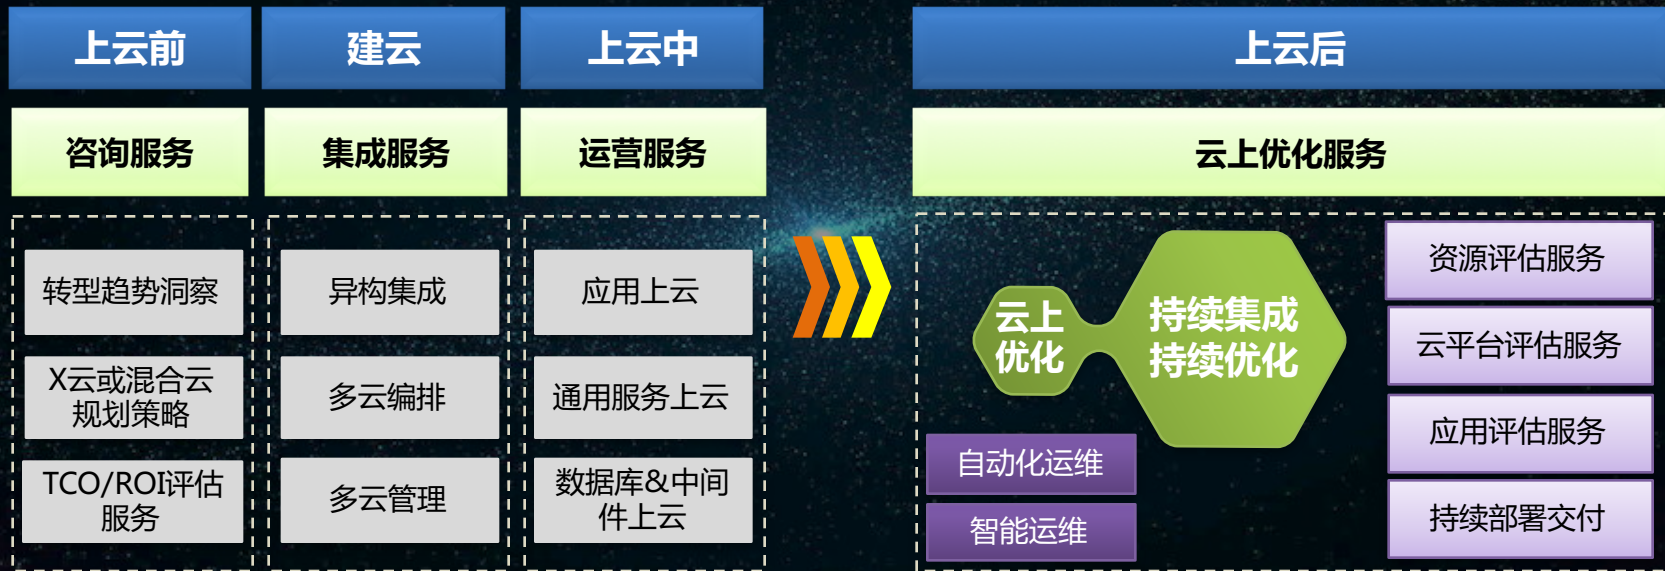 上云前
建云
上云中
上云后
咨询服务
集成服务
运营服务
云上优化服务
转型趋势洞察
X云或混合云
规划策略
TCO/ROI评估
服务
异构集成
多云编排
多云管理
应用上云
通用服务上云
数据库&中间
件上云
云上
优化
持续集成
持续优化
自动化运维
智能运维
资源评估服务
云平台评估服务
应用评估服务
持续部署交付